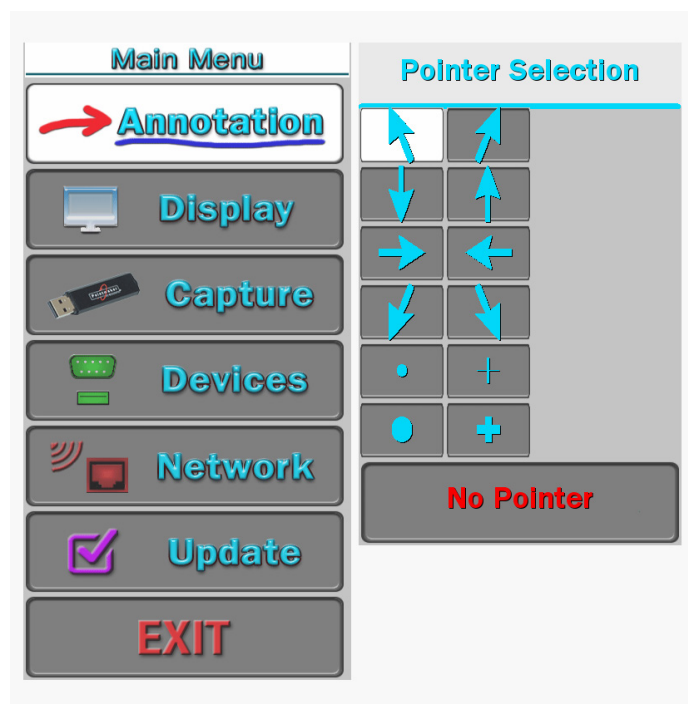 Main Menu
Annotation
Display
Capture
Devices
Network
Update
EXIT
Pointer Selection
No Pointer